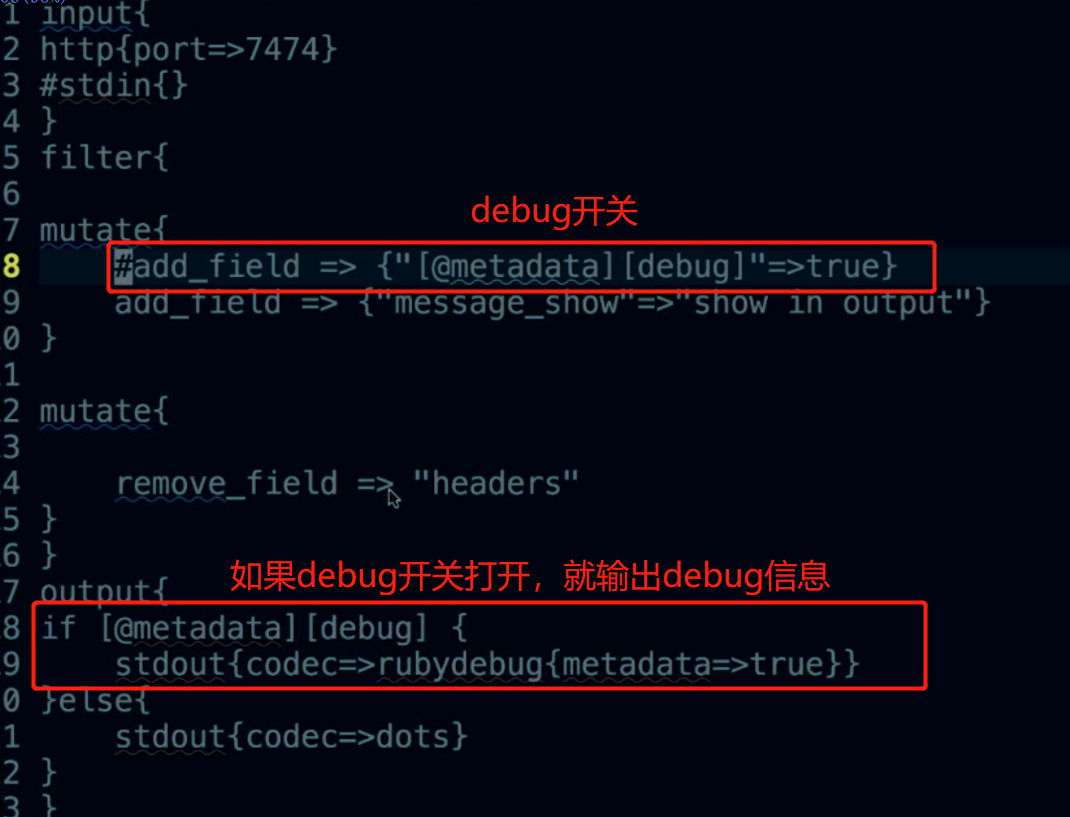 1 input{
2 http{port=>7474}
3 #stdin{}
4 }
5 filter{
6
debug开关
7 mutate{
8 #add_field => {"[@metadata][debug]"=>true}
9 add_field => {"message_show"=>"show in output"}
0 }
1
2 mutate{
3
4 remove_field => "headers"
5 }
6 }
如果debug开关打开，就输出debug信息
7 output{
8 if [@metadata][debug] {
9 stdout{codec=>rubydebug{metadata=>true}}
0 }else{
1 stdout{codec=>dots}
2 }
3 }